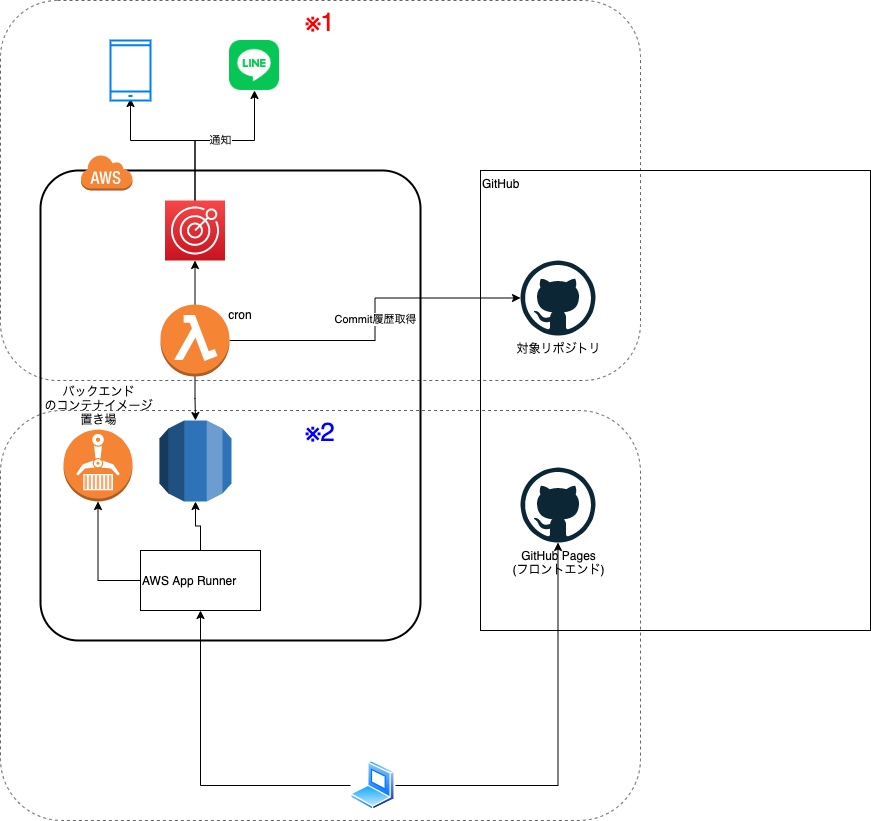 ※1
LINE
通知
AWS
GitHub
cron
Commit履歴取得
対象リポジトリ
バックエンド
のコンテナイメージ
置き場
※2
GitHub Pages
(フロントエンド)
AWS App Runner